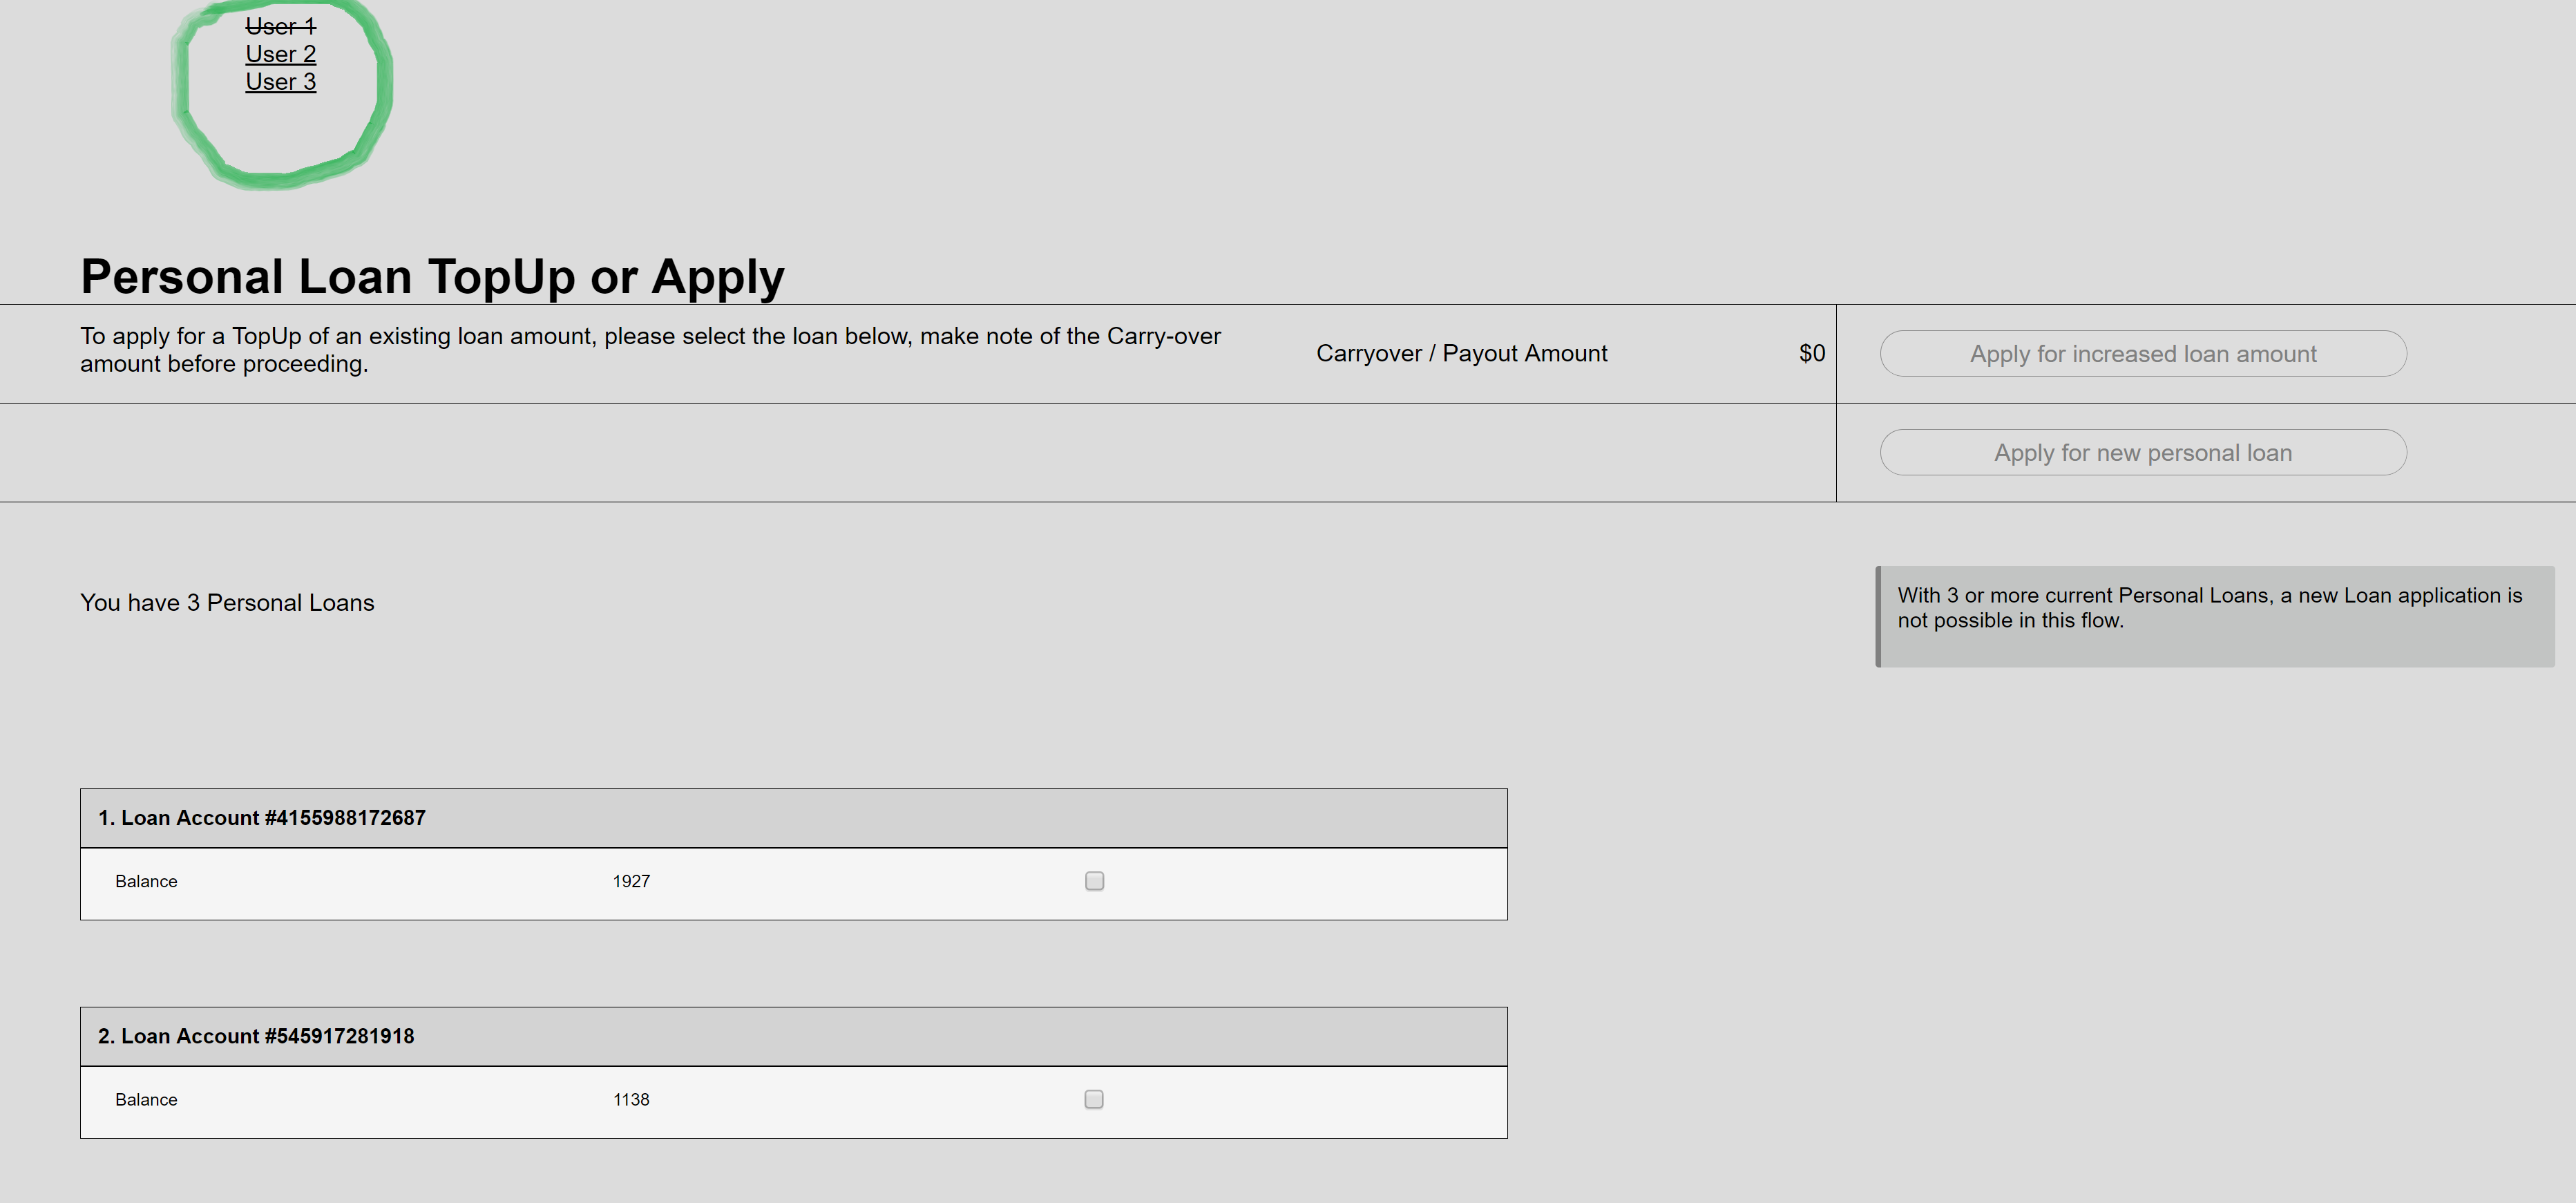 User 1
User 2
User 3
Personal Loan TopUp or Apply
To apply for a TopUp of an existing loan amount, please select the loan below, make note of the Carry-over
amount before proceeding.
Carryover / Payout Amount
$0
Apply for increased loan amount
Apply for new personal loan
You have 3 Personal Loans
With 3 or more current Personal Loans, a new Loan application is
not possible in this flow.
1. Loan Account #4155988172687
Balance 1927
2. Loan Account #545917281918
Balance 1138